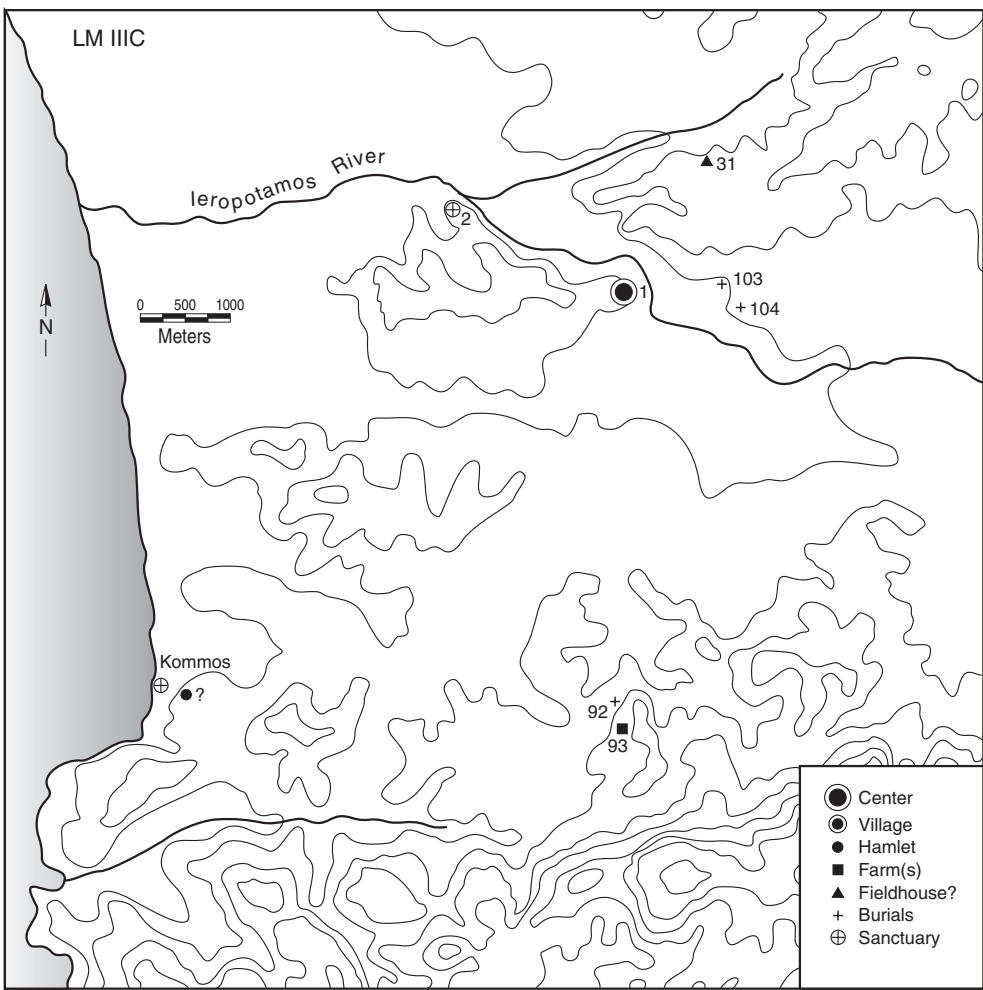 LM IIIC
31
Ieropotamos River
2
103
1
104
N
0 500 1000
Meters
Kommos
?
92
93
Center
Village
Hamlet
Farm(s)
Fieldhouse?
Burials
Sanctuary